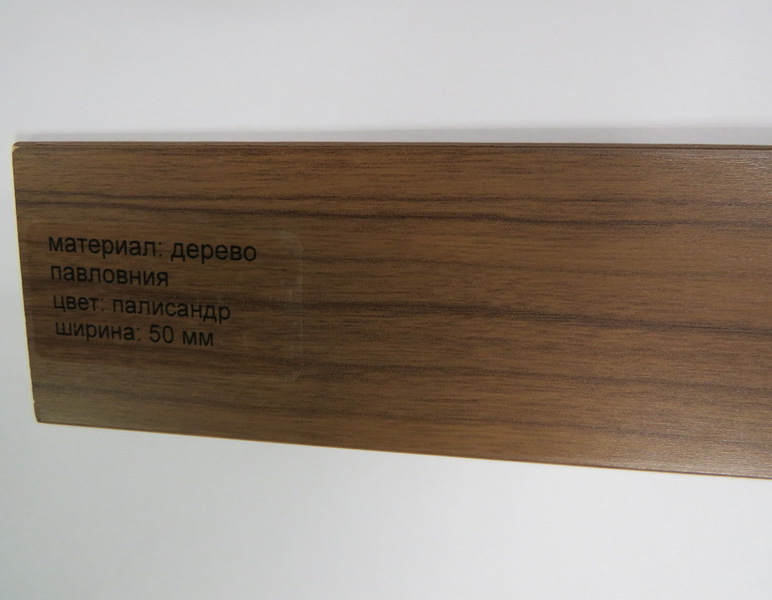 материал: дерево
павловния
цвет: палисандр
ширина: 50 мм